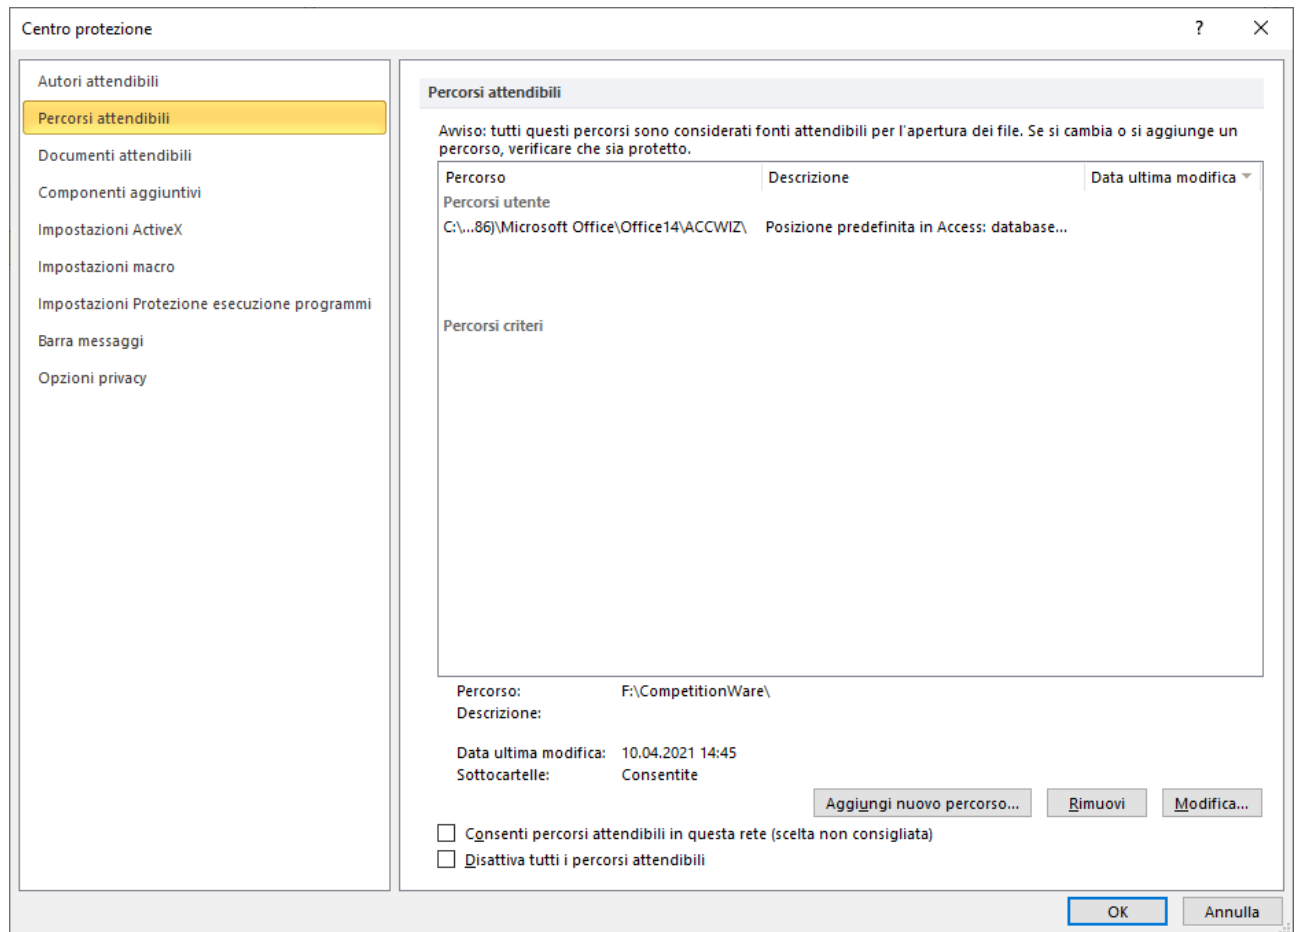 Centro protezione
?
Autori attendibili
Percorsi attendibili
Documenti attendibili
Componenti aggiuntivi
Impostazioni ActiveX
Impostazioni macro
Impostazioni Protezione esecuzione programmi
Barra messaggi
Opzioni privacy
Percorsi attendibili
Avviso: tutti questi percorsi sono considerati fonti attendibili per l'apertura dei file. Se si cambia o si aggiunge un
percorso, verificare che sia protetto.
Percorso Descrizione Data ultima modifica
Percorsi utente
C:\...86)\Microsoft Office\Office14\ACCWIZ\ Posizione predefinita in Access: database...
Percorsi criteri
Percorso: F:\CompetitionWare\
Descrizione:
Data ultima modifica: 10.04.2021 14:45
Sottocartelle: Consentite
Aggiungi nuovo percorso... Rimuovi Modifica...
Consenti percorsi attendibili in questa rete (scelta non consigliata)
Disattiva tutti i percorsi attendibili
OK Annulla